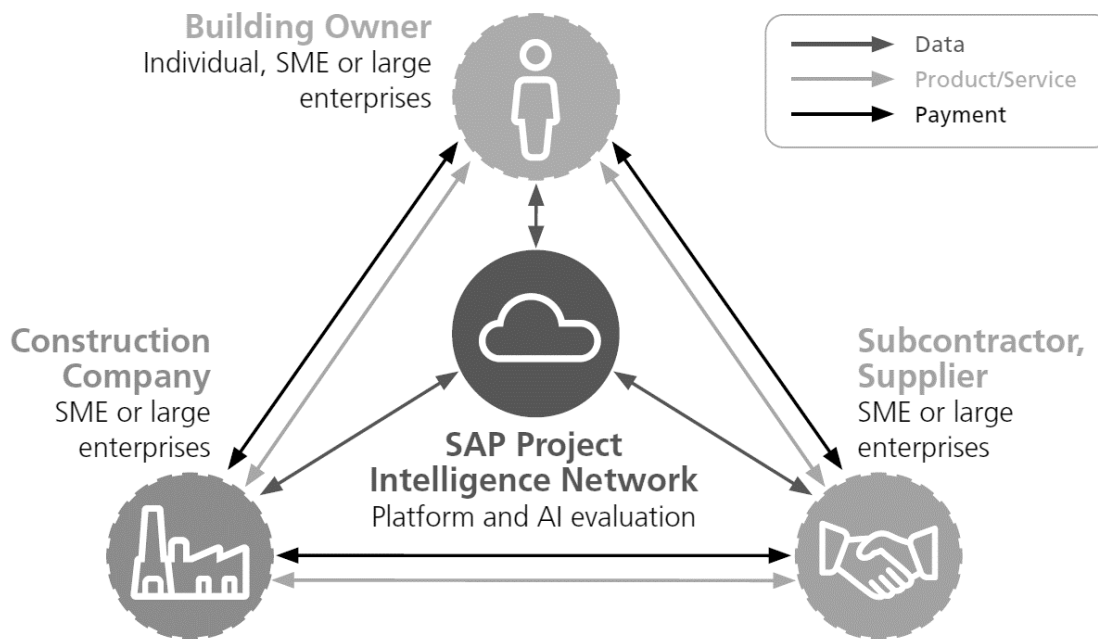 Building Owner
Individual, SME or large
enterprises
Data
Product/Service
Payment
Construction
Company
SME or large
enterprises
Subcontractor,
Supplier
SME or large
enterprises
SAP Project
Intelligence Network
Platform and AI evaluation